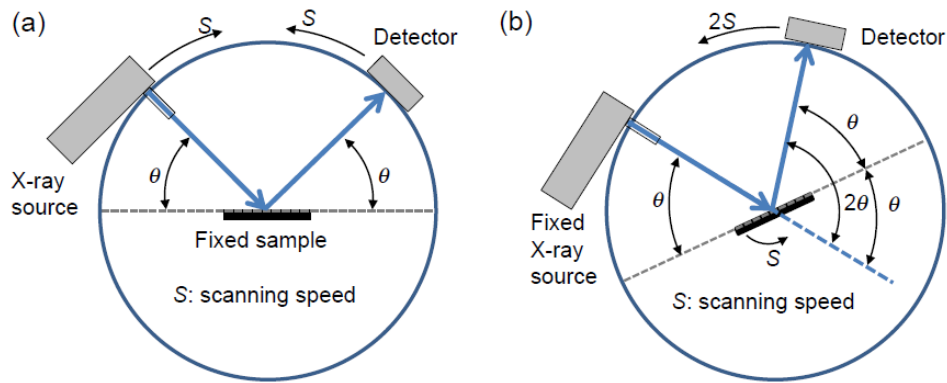 (a)
S
S
Detector
θ
θ
X-ray
source
Fixed sample
S: scanning speed
(b)
2S
Detector
θ
θ
2θ
θ
Fixed
X-ray
source
S
S: scanning speed